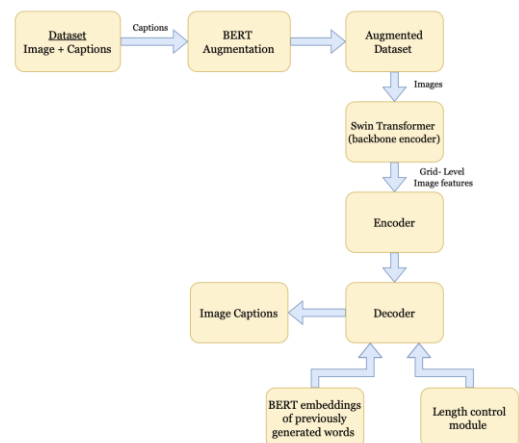 Dataset
Image + Captions
Captions
BERT
Augmentation
Augmented
Dataset
Images
Swin Transformer
(backbone encoder)
Grid- Level
Image features
Encoder
Image Captions
Decoder
BERT embeddings
of previously
generated words
Length control
module